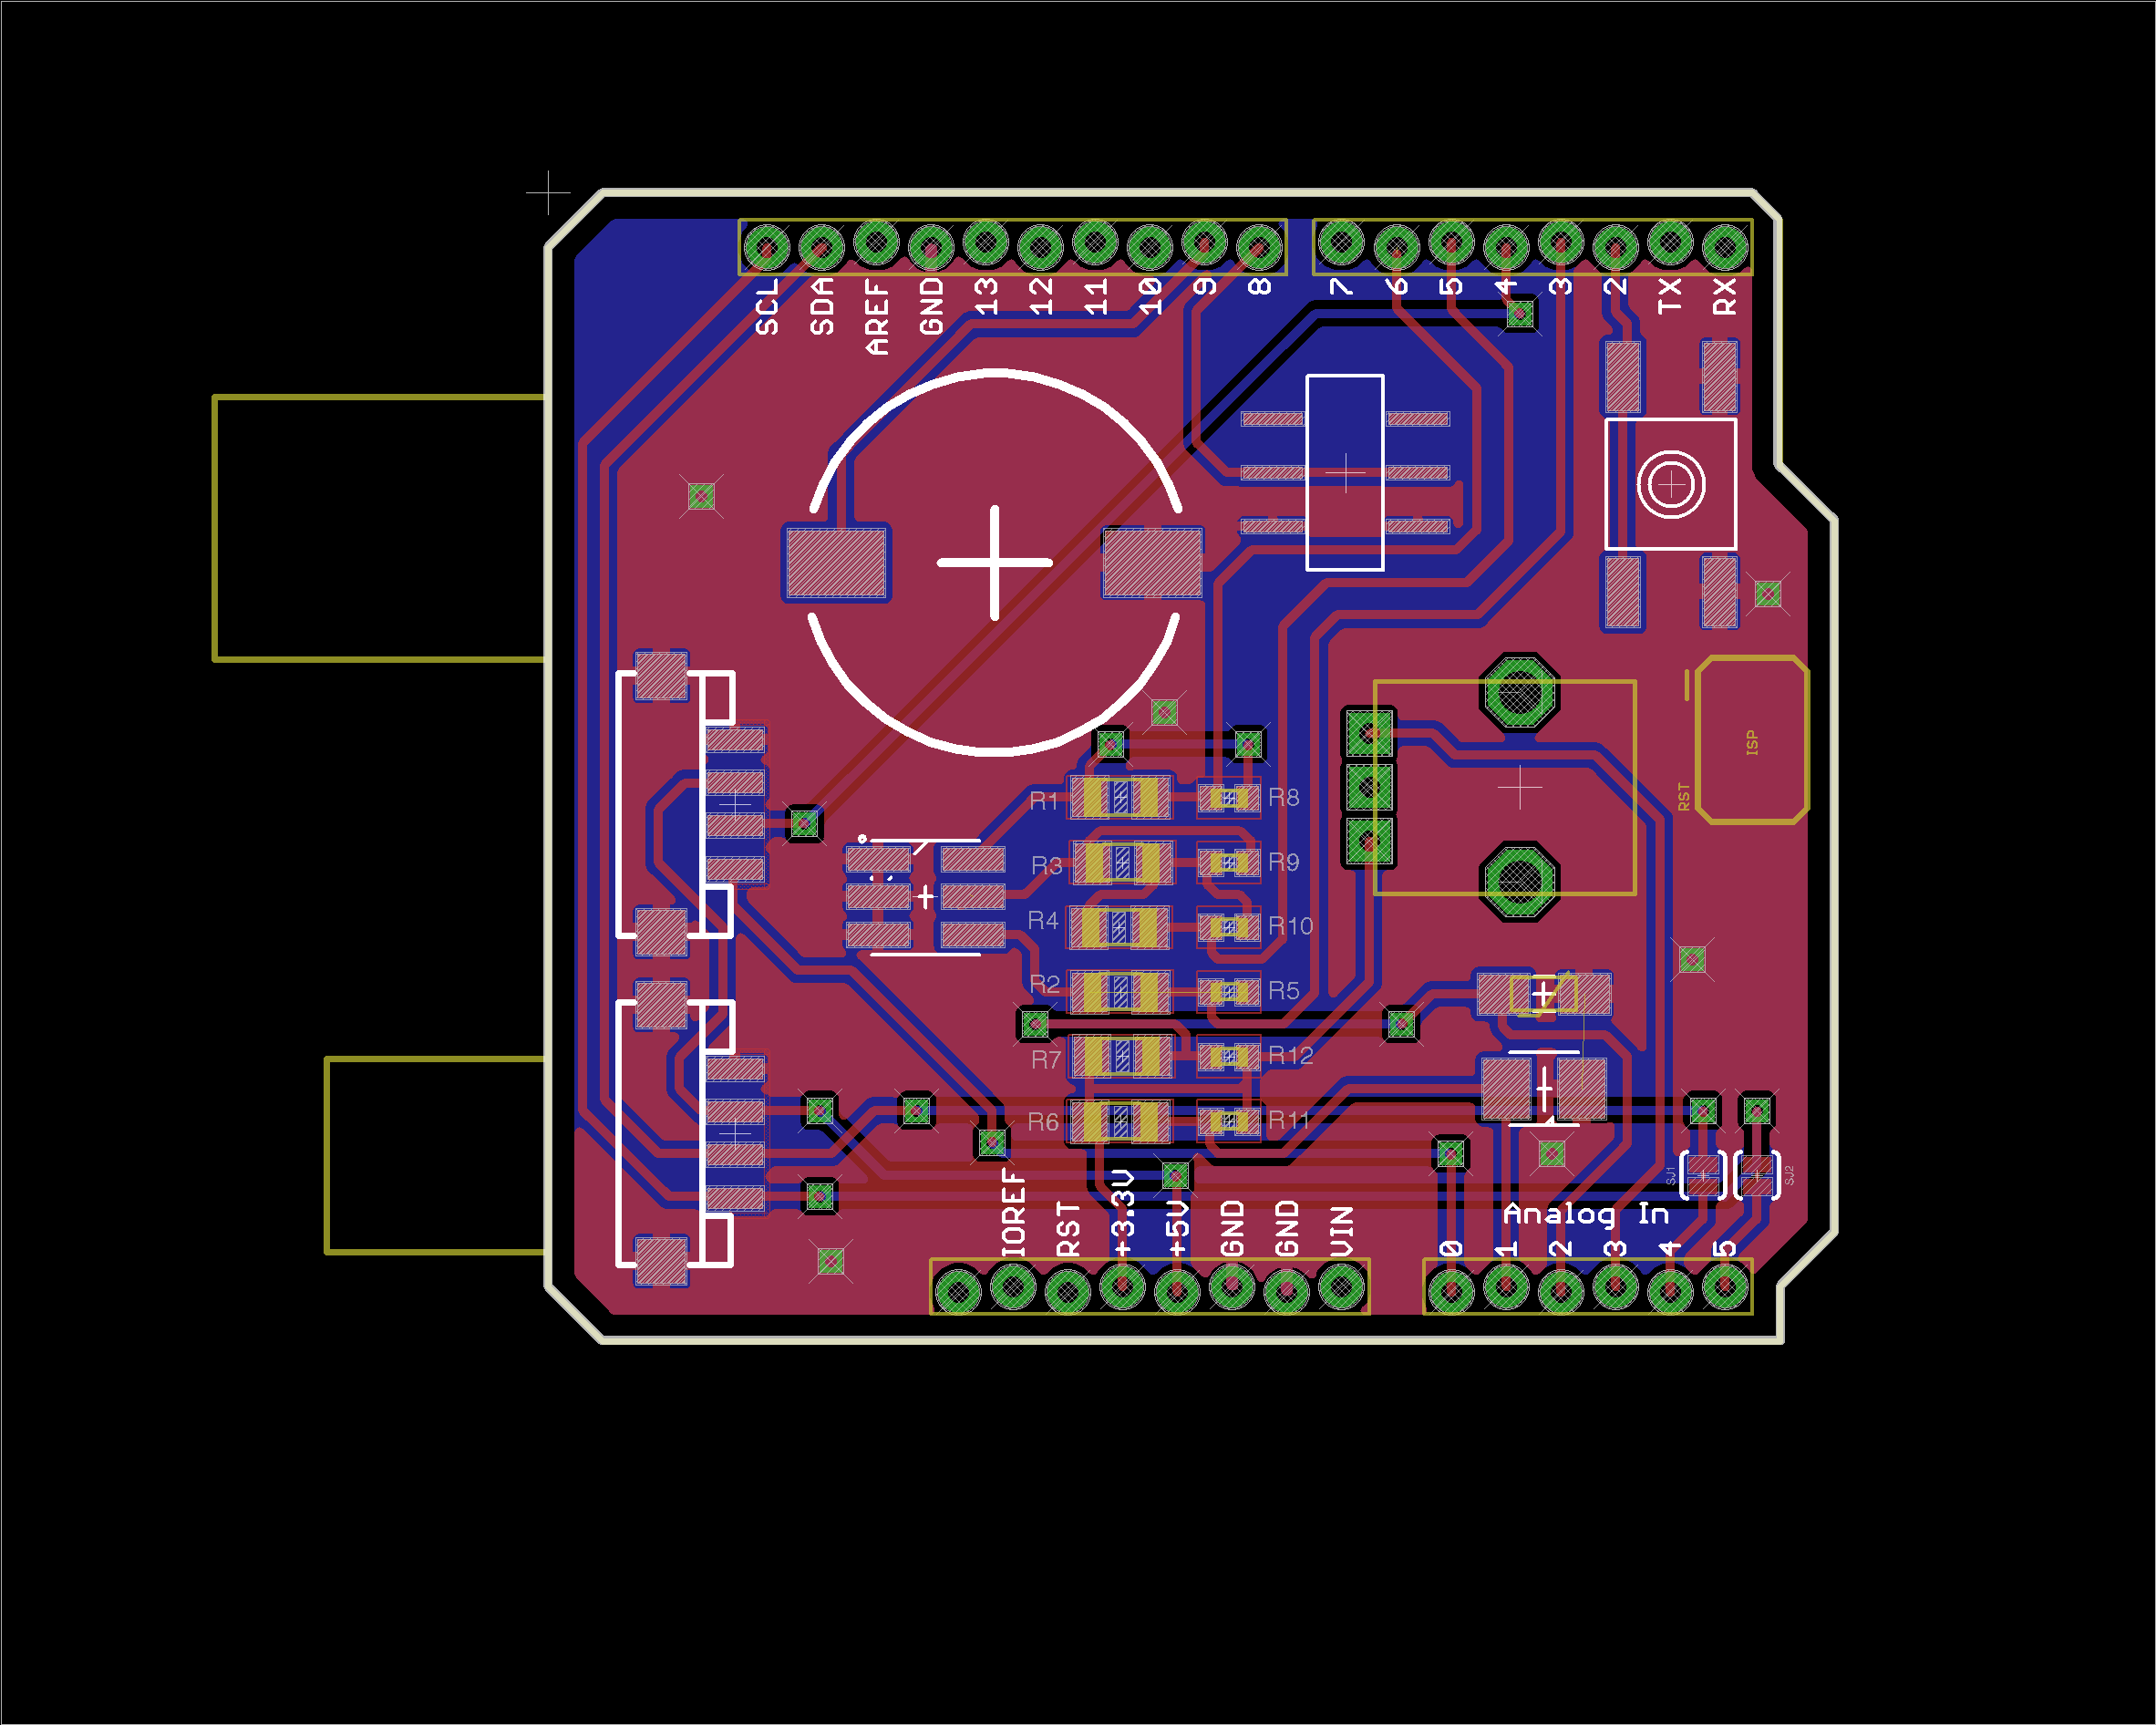 SCL SDA AREF GND 13 12 11 10 9 8 7 6 5 4 3 2 TX RX
ISP
RST
R1 R8
R3 R9
R4 R10
R2 R5
R7 R12
R6 R11
SJ1 SJ2
IOREF RST +3.3V +5V GND GND VIN
Analog In
0 1 2 3 4 5